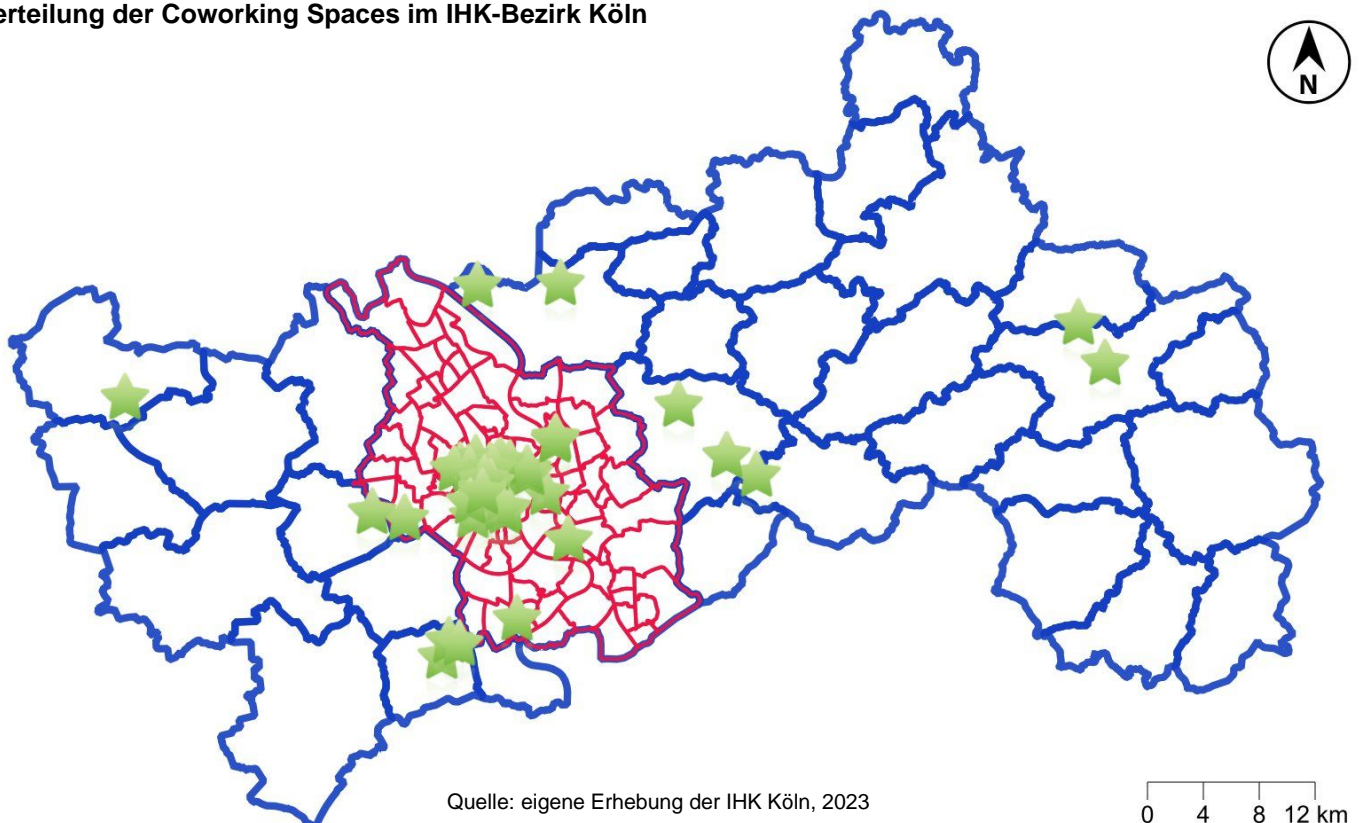 erteilung der Coworking Spaces im IHK-Bezirk Köln
N
Quelle: eigene Erhebung der IHK Köln, 2023
0 4 8 12 km